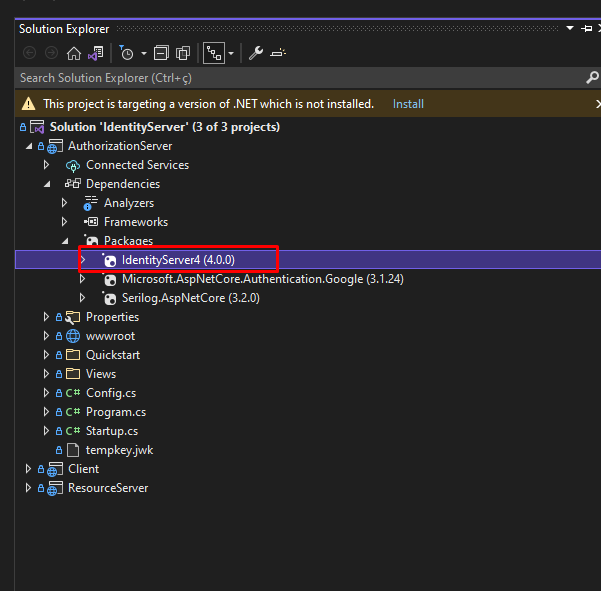 Solution Explorer
Search Solution Explorer (Ctrl+ç)
This project is targeting a version of .NET which is not installed. Install
Solution 'IdentityServer' (3 of 3 projects)
AuthorizationServer
Connected Services
Dependencies
Analyzers
Frameworks
Packages
IdentityServer4 (4.0.0)
Microsoft.AspNetCore.Authentication.Google (3.1.24)
Serilog.AspNetCore (3.2.0)
Properties
wwwroot
Quickstart
Views
C# Config.cs
C# Program.cs
C# Startup.cs
tempkey.jwk
Client
ResourceServer